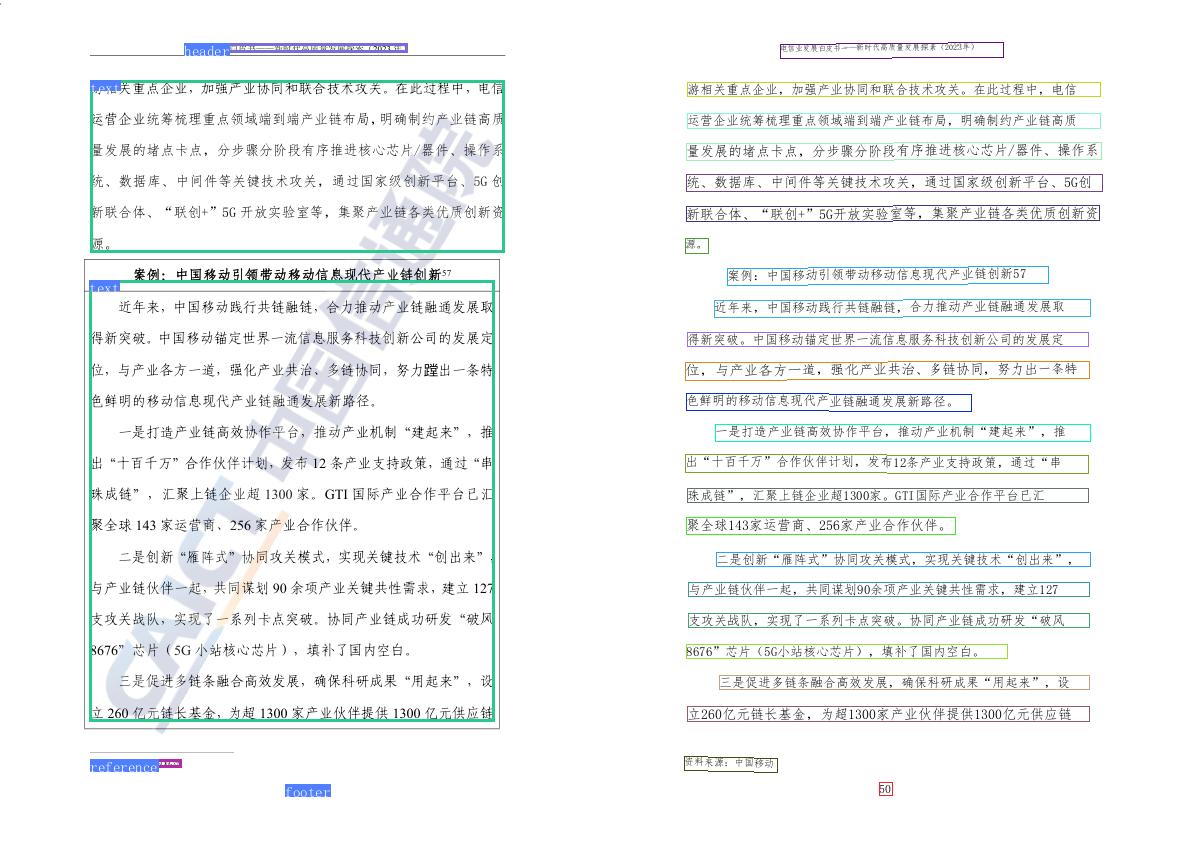 header
text
游相关重点企业，加强产业协同和联合技术攻关。在此过程中，电信
运营企业统筹梳理重点领域端到端产业链布局，明确制约产业链高质
量发展的堵点卡点，分步骤分阶段有序推进核心芯片/器件、操作系
统、数据库、中间件等关键技术攻关，通过国家级创新平台、5G 创
新联合体、“联创+”5G 开放实验室等，集聚产业链各类优质创新资
源。
案例：中国移动引领带动移动信息现代产业链创新57
text
近年来，中国移动践行共链融链，合力推动产业链融通发展取
得新突破。中国移动锚定世界一流信息服务科技创新公司的发展定
位，与产业各方一道，强化产业共治、多链协同，努力蹚出一条特
色鲜明的移动信息现代产业链融通发展新路径。
一是打造产业链高效协作平台，推动产业机制“建起来”，推
出“十百千万”合作伙伴计划，发布 12 条产业支持政策，通过“串
珠成链”，汇聚上链企业超 1300 家。GTI 国际产业合作平台已汇
聚全球 143 家运营商、256 家产业合作伙伴。
二是创新“雁阵式”协同攻关模式，实现关键技术“创出来”，
与产业链伙伴一起，共同谋划 90 余项产业关键共性需求，建立 127
支攻关战队，实现了一系列卡点突破。协同产业链成功研发“破风
8676”芯片（5G 小站核心芯片），填补了国内空白。
三是促进多链条融合高效发展，确保科研成果“用起来”，设
立 260 亿元链长基金，为超 1300 家产业伙伴提供 1300 亿元供应链
reference
footer
CAICT 中国信通院
电信业发展白皮书——新时代高质量发展探索（2023年）
游相关重点企业，加强产业协同和联合技术攻关。在此过程中，电信
运营企业统筹梳理重点领域端到端产业链布局，明确制约产业链高质
量发展的堵点卡点，分步骤分阶段有序推进核心芯片/器件、操作系
统、数据库、中间件等关键技术攻关，通过国家级创新平台、5G创
新联合体、“联创+”5G开放实验室等，集聚产业链各类优质创新资
源。
案例：中国移动引领带动移动信息现代产业链创新57
近年来，中国移动践行共链融链，合力推动产业链融通发展取
得新突破。中国移动锚定世界一流信息服务科技创新公司的发展定
位，与产业各方一道，强化产业共治、多链协同，努力出一条特
色鲜明的移动信息现代产业链融通发展新路径。
一是打造产业链高效协作平台，推动产业机制“建起来”，推
出“十百千万”合作伙伴计划，发布12条产业支持政策，通过“串
珠成链”，汇聚上链企业超1300家。GTI国际产业合作平台已汇
聚全球143家运营商、256家产业合作伙伴。
二是创新“雁阵式”协同攻关模式，实现关键技术“创出来”，
与产业链伙伴一起，共同谋划90余项产业关键共性需求，建立127
支攻关战队，实现了一系列卡点突破。协同产业链成功研发“破风
8676”芯片（5G小站核心芯片），填补了国内空白。
三是促进多链条融合高效发展，确保科研成果“用起来”，设
立260亿元链长基金，为超1300家产业伙伴提供1300亿元供应链
资料来源：中国移动
50